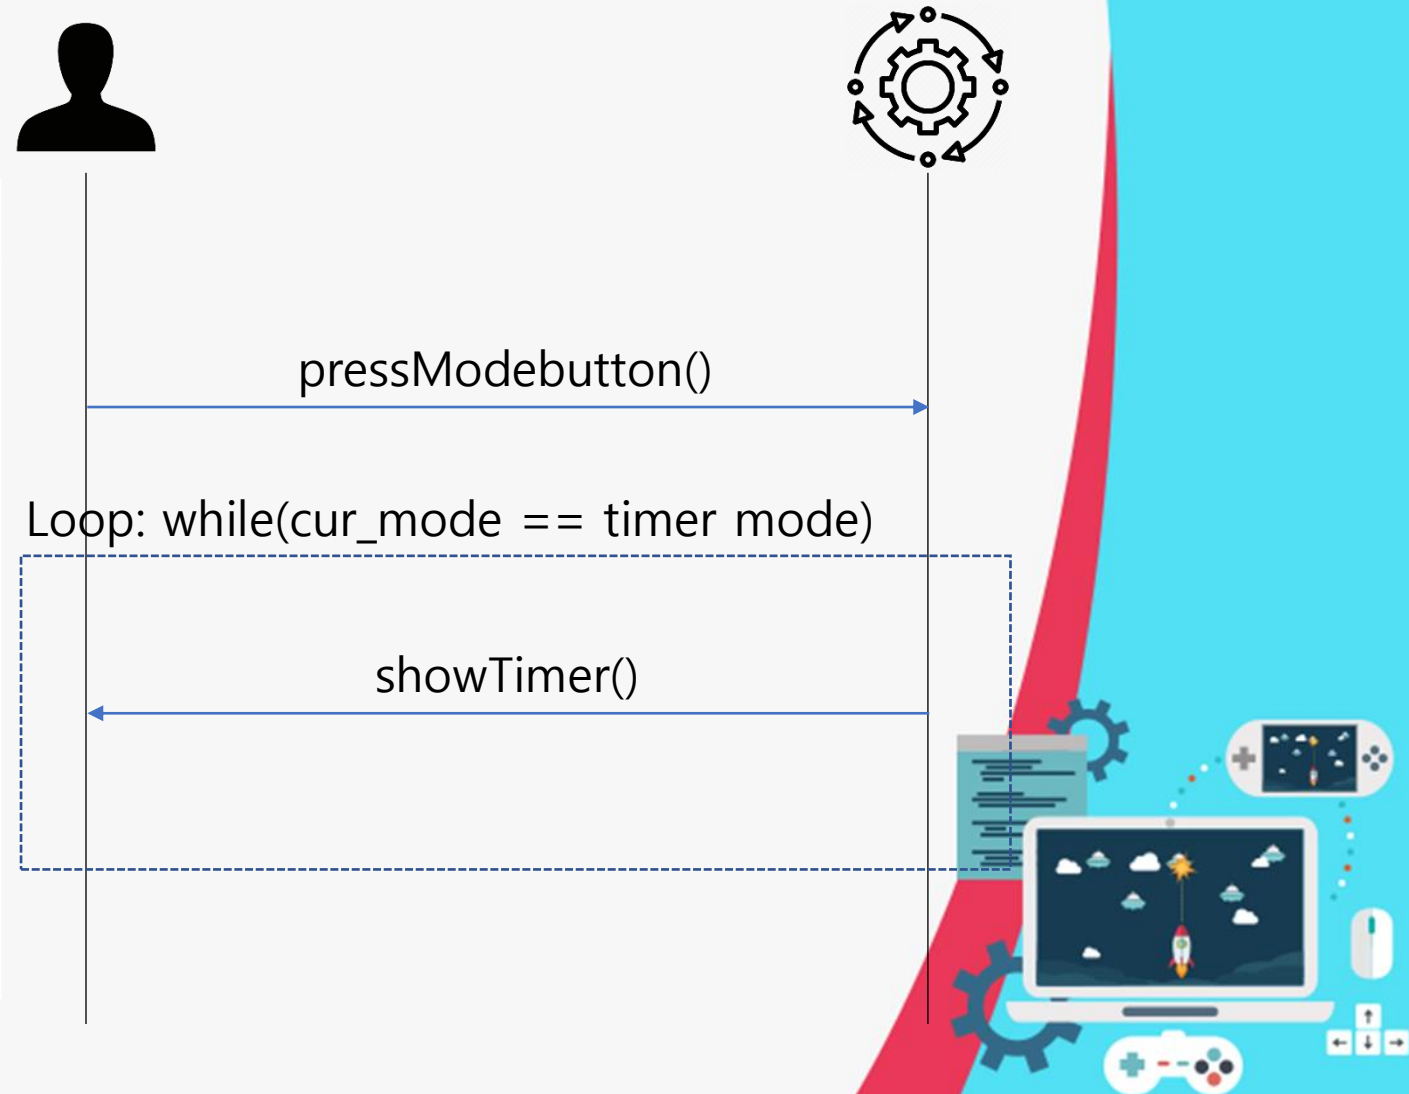 pressModebutton()
Loop: while(cur_mode == timer mode)
showTimer()